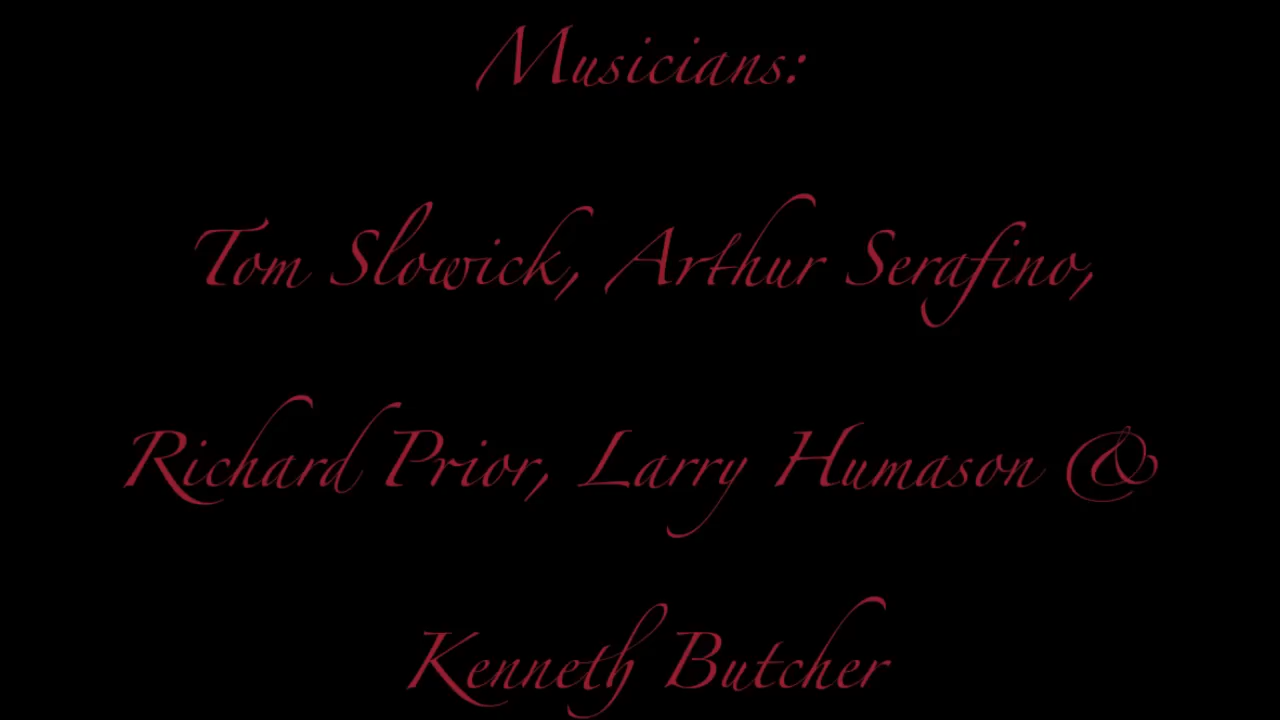 Musicians:
Tom Slowick, Arthur Serafino,
Richard Prior, Larry Humason &
Kenneth Butcher